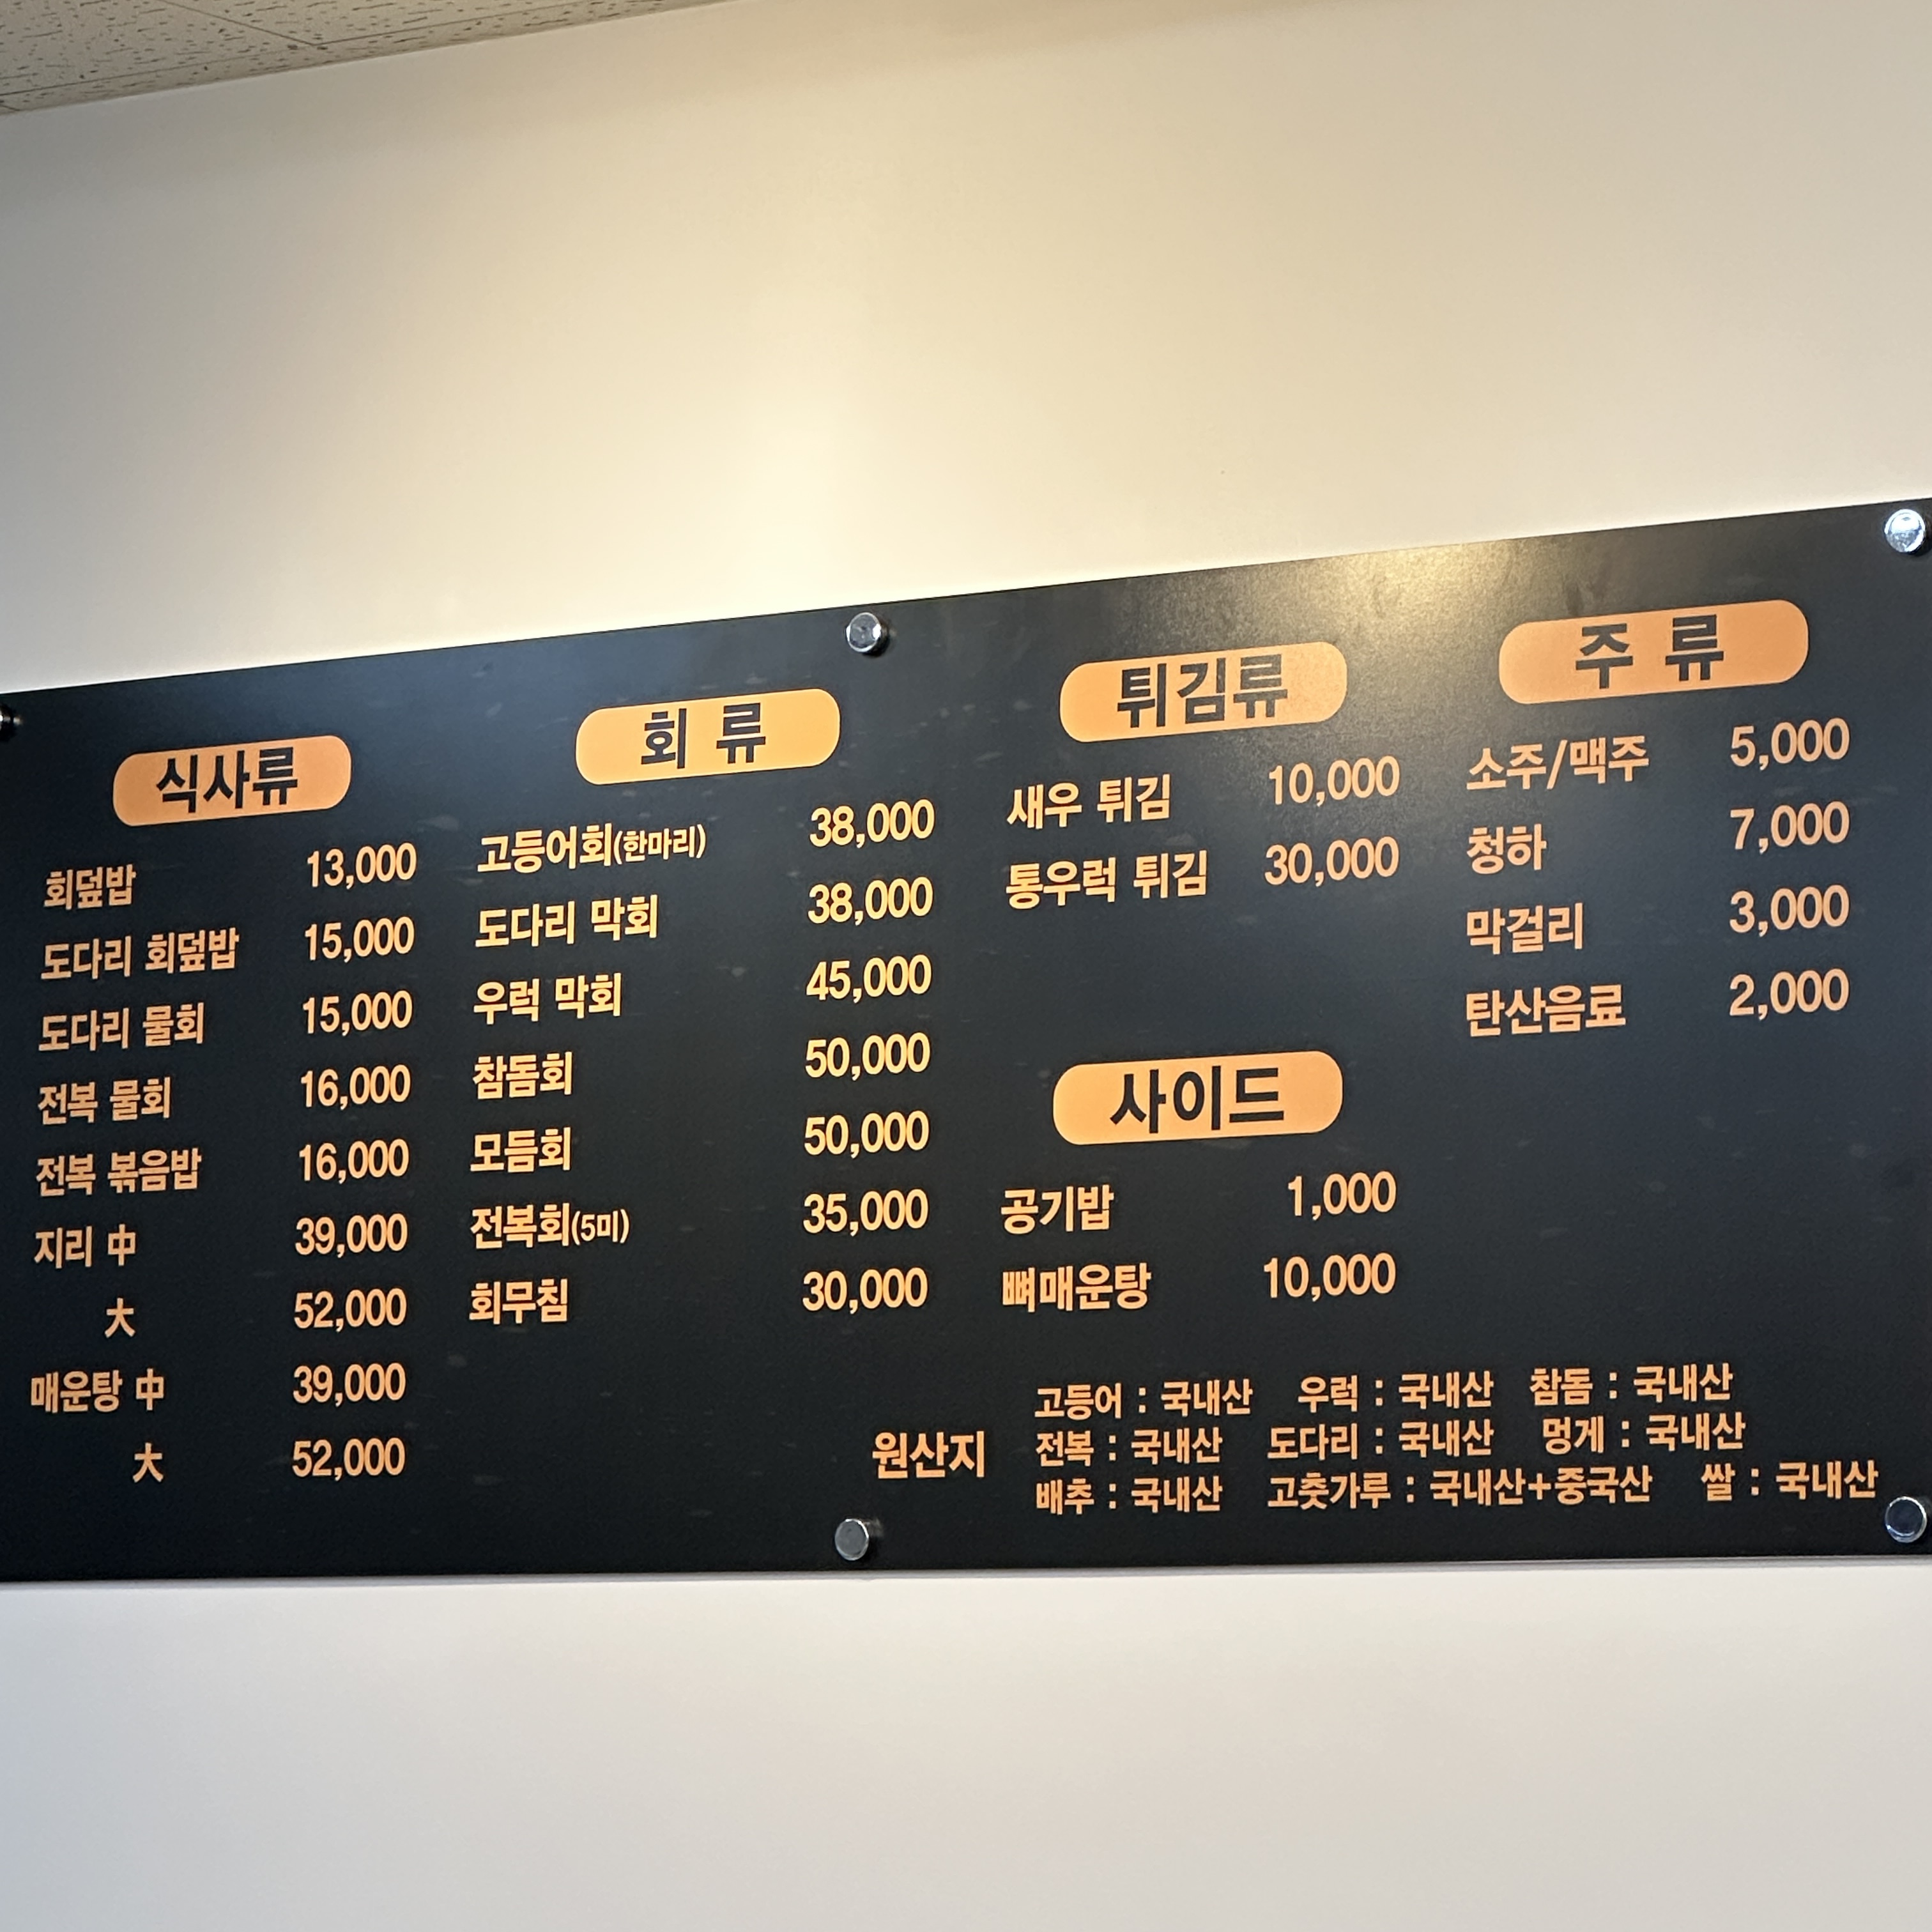 식사류
회덮밥 13,000
도다리 회덮밥 15,000
도다리 물회 15,000
전복 물회 16,000
전복 볶음밥 16,000
지리 中 39,000
大 52,000
매운탕 中 39,000
大 52,000
회 류
고등어회(한마리) 38,000
도다리 막회 38,000
우럭 막회 45,000
참돔회 50,000
모듬회 50,000
전복회(5미) 35,000
회무침 30,000
튀김류
새우 튀김 10,000
통우럭 튀김 30,000
사이드
공기밥 1,000
뼈매운탕 10,000
주 류
소주/맥주 5,000
청하 7,000
막걸리 3,000
탄산음료 2,000
원산지
고등어 : 국내산 우럭 : 국내산 참돔 : 국내산
전복 : 국내산 도다리 : 국내산 멍게 : 국내산
배추 : 국내산 고춧가루 : 국내산+중국산 쌀 : 국내산